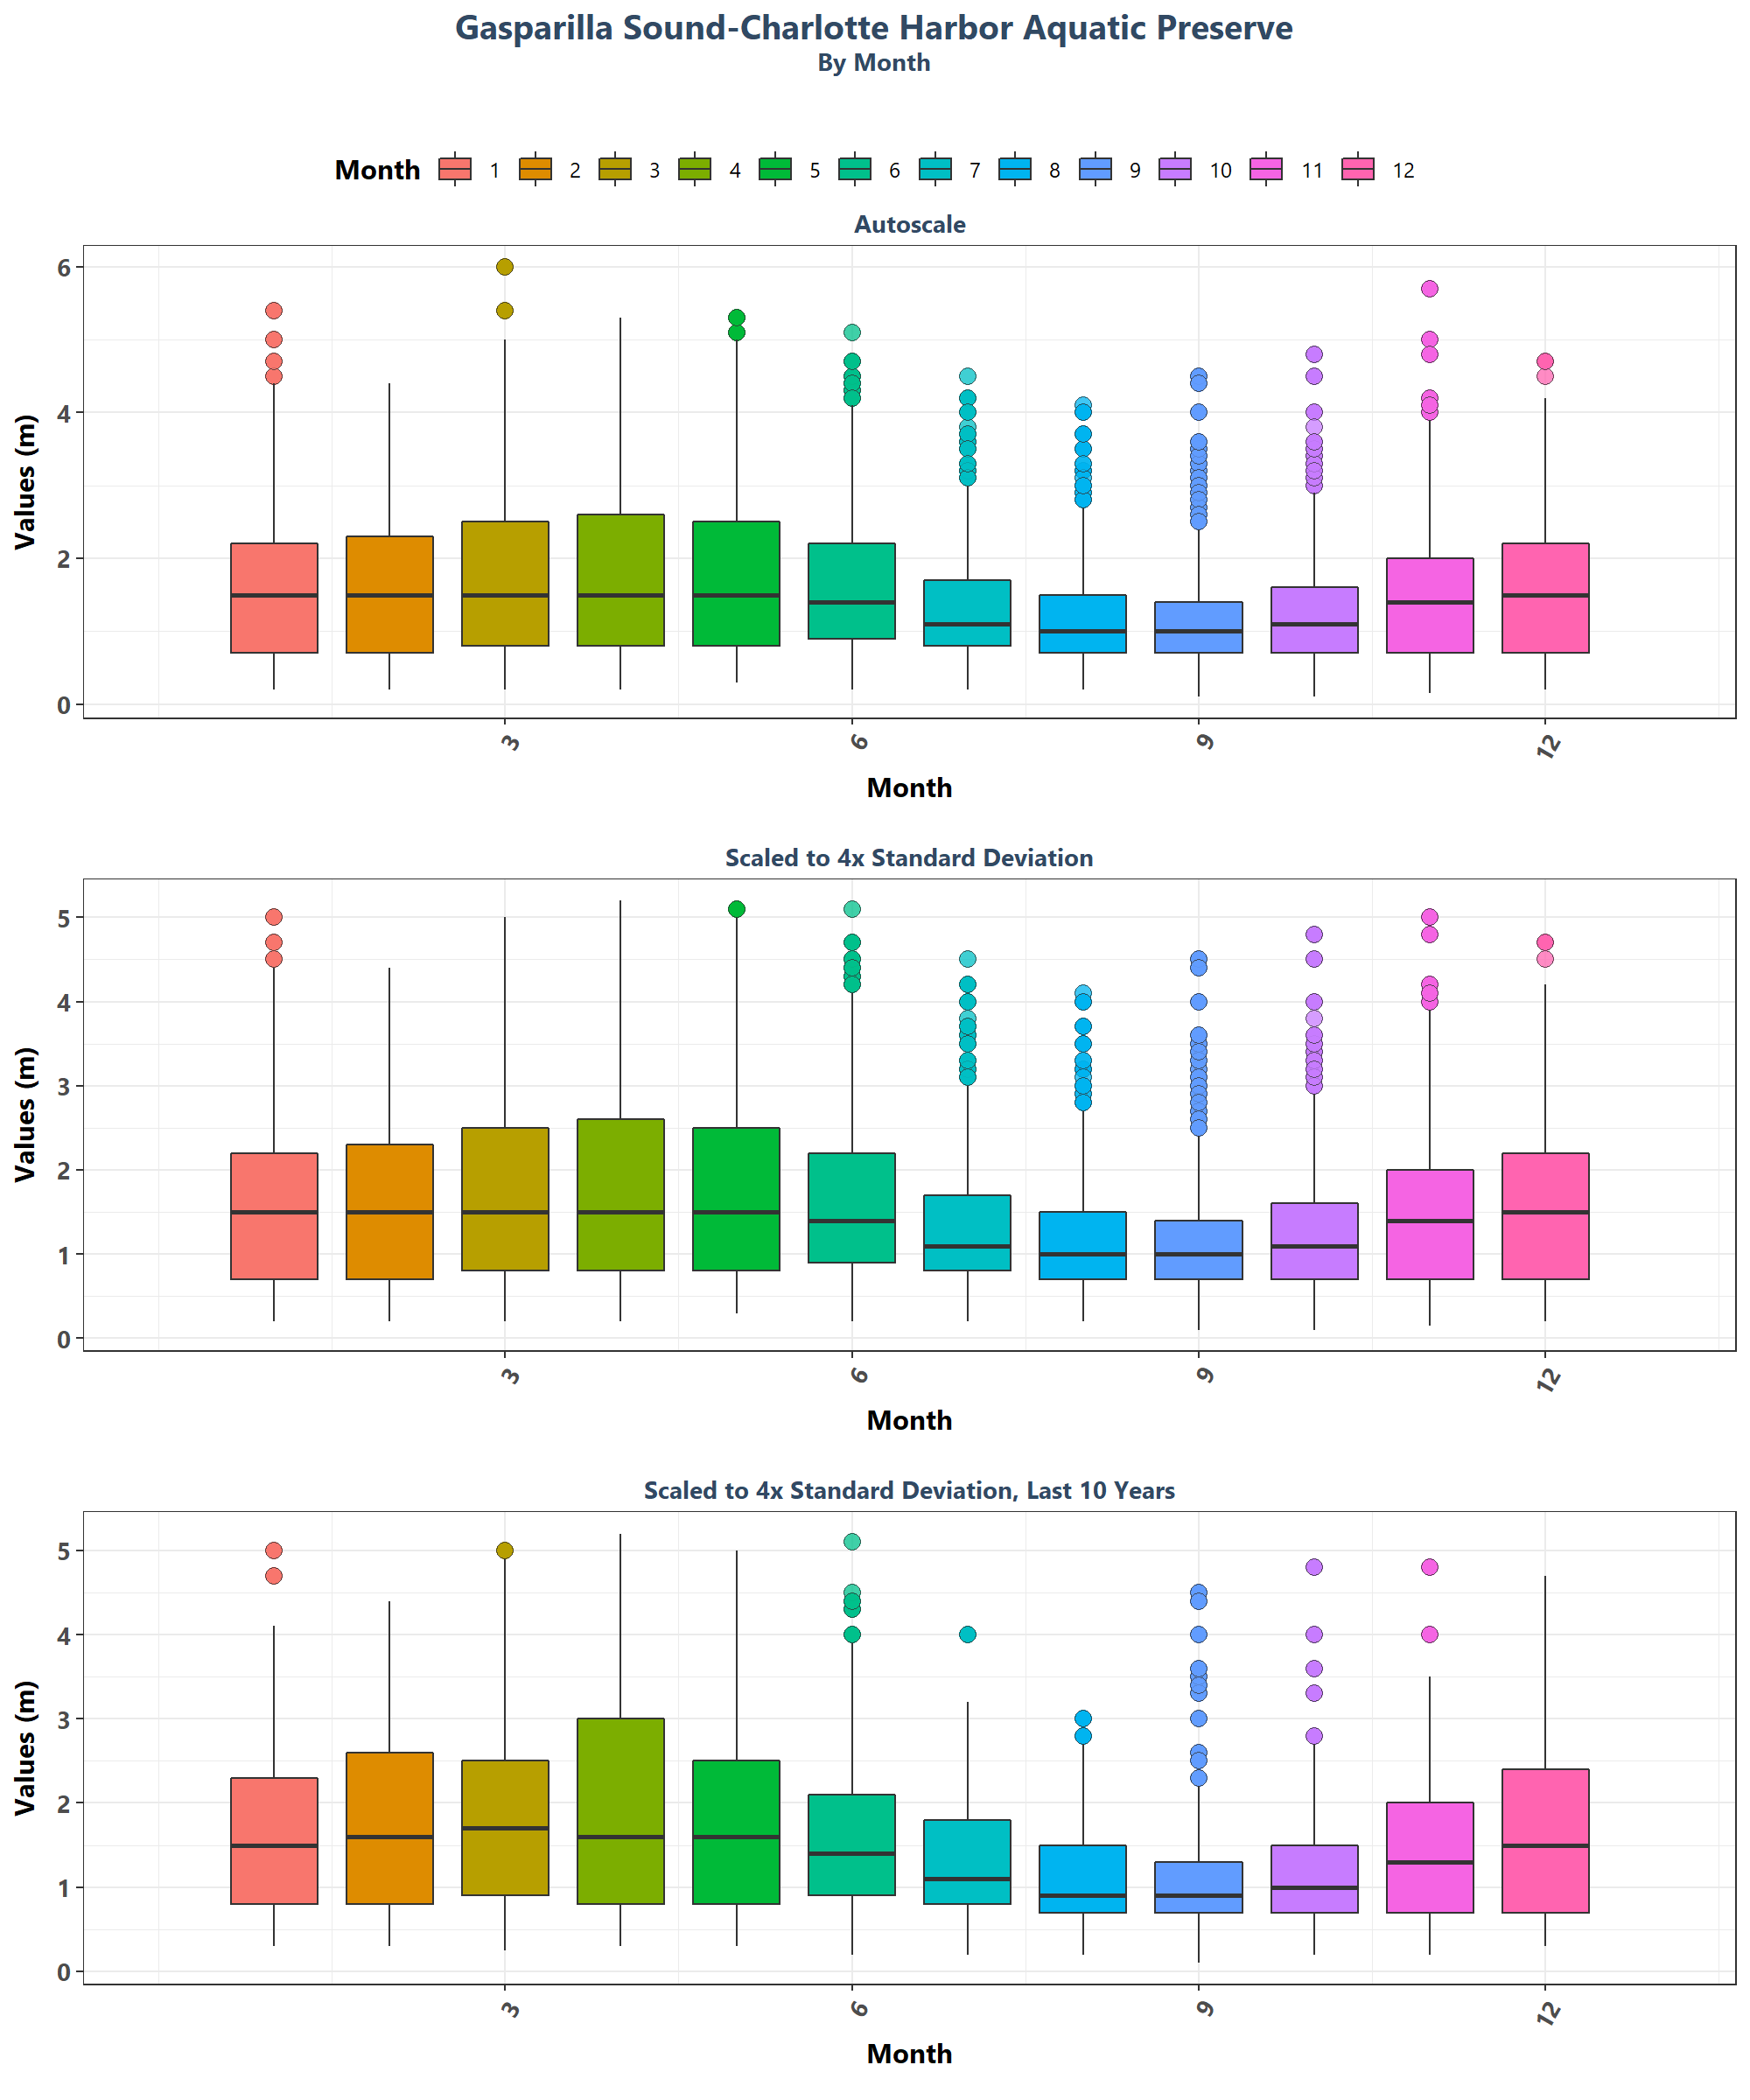 Gasparilla Sound-Charlotte Harbor Aquatic Preserve
By Month
Month 1 2 3 4 5 6 7 8 9 10 11 12
Autoscale
Values (m)
6
4
2
0
3 6 9 12
Month
Scaled to 4x Standard Deviation
Values (m)
5
4
3
2
1
0
3 6 9 12
Month
Scaled to 4x Standard Deviation, Last 10 Years
Values (m)
5
4
3
2
1
0
3 6 9 12
Month